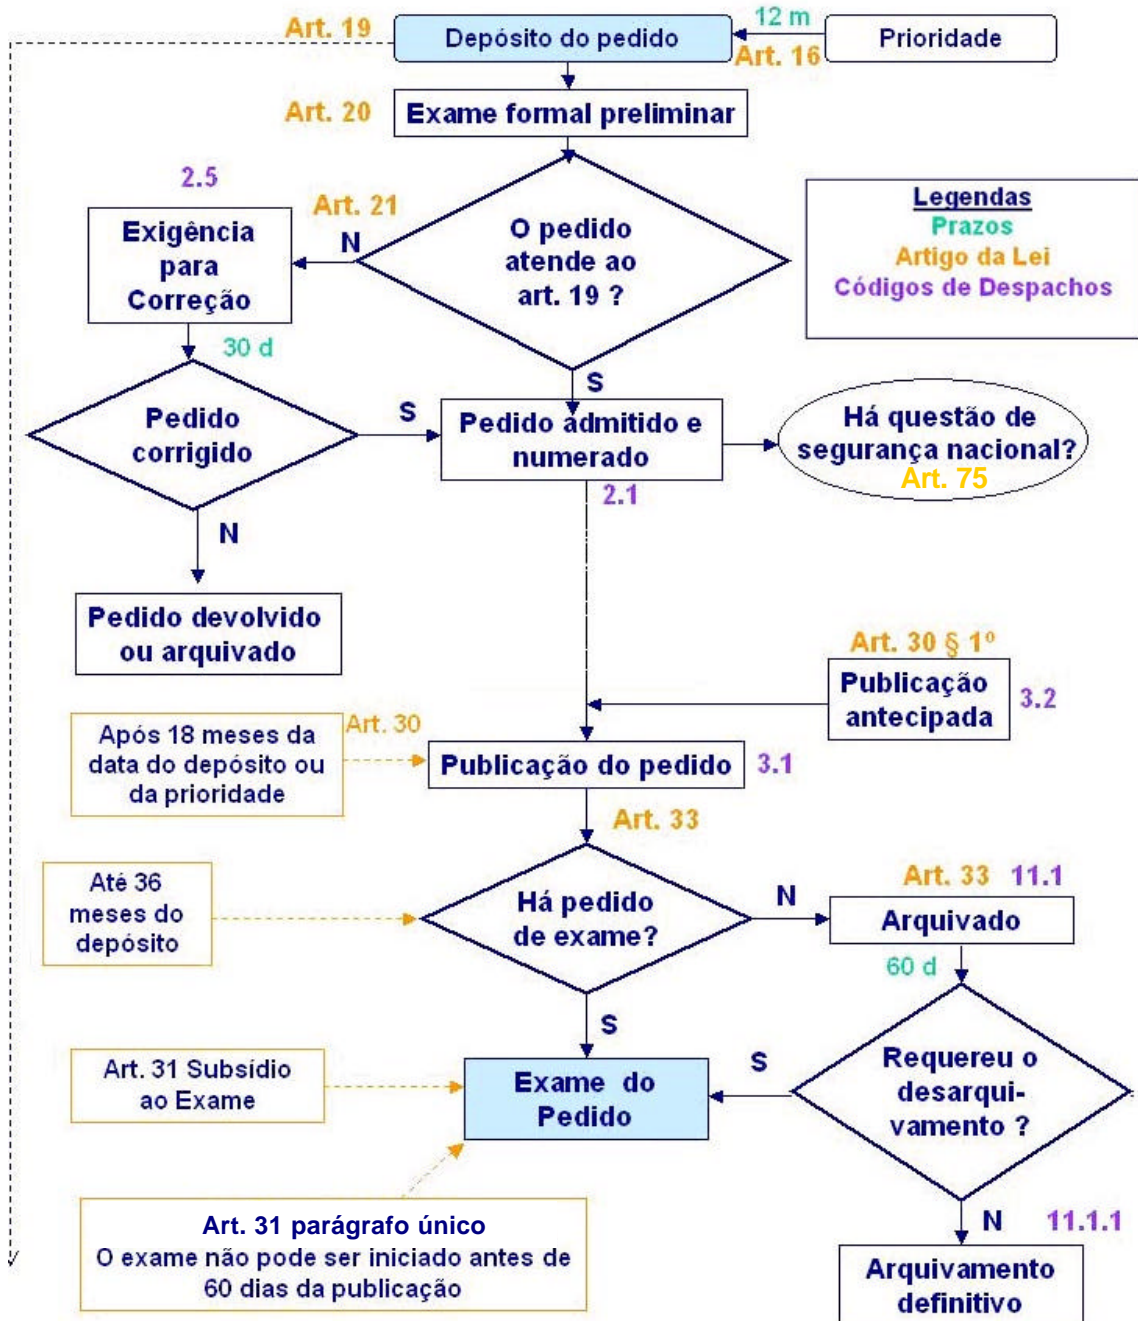 Art. 19
Depósito do pedido
12 m
Art. 16
Prioridade
Art. 20
Exame formal preliminar
2.5
Exigência
para
Correção
Art. 21
N
O pedido
atende ao
art. 19 ?
Legendas
Prazos
Artigo da Lei
Códigos de Despachos
30 d
S
Pedido
corrigido
S
Pedido admitido e
numerado
2.1
Há questão de
segurança nacional?
Art. 75
N
Pedido devolvido
ou arquivado
Art. 30 § 1º
Publicação
antecipada
3.2
Após 18 meses da
data do depósito ou
da prioridade
Art. 30
Publicação do pedido
3.1
Art. 33
Até 36
meses do
depósito
Há pedido
de exame?
N
Art. 33
11.1
Arquivado
60 d
S
Art. 31 Subsídio
ao Exame
Exame do
Pedido
S
Requereu o
desarqui-
vamento ?
Art. 31 parágrafo único
O exame não pode ser iniciado antes de
60 dias da publicação
N
11.1.1
Arquivamento
definitivo